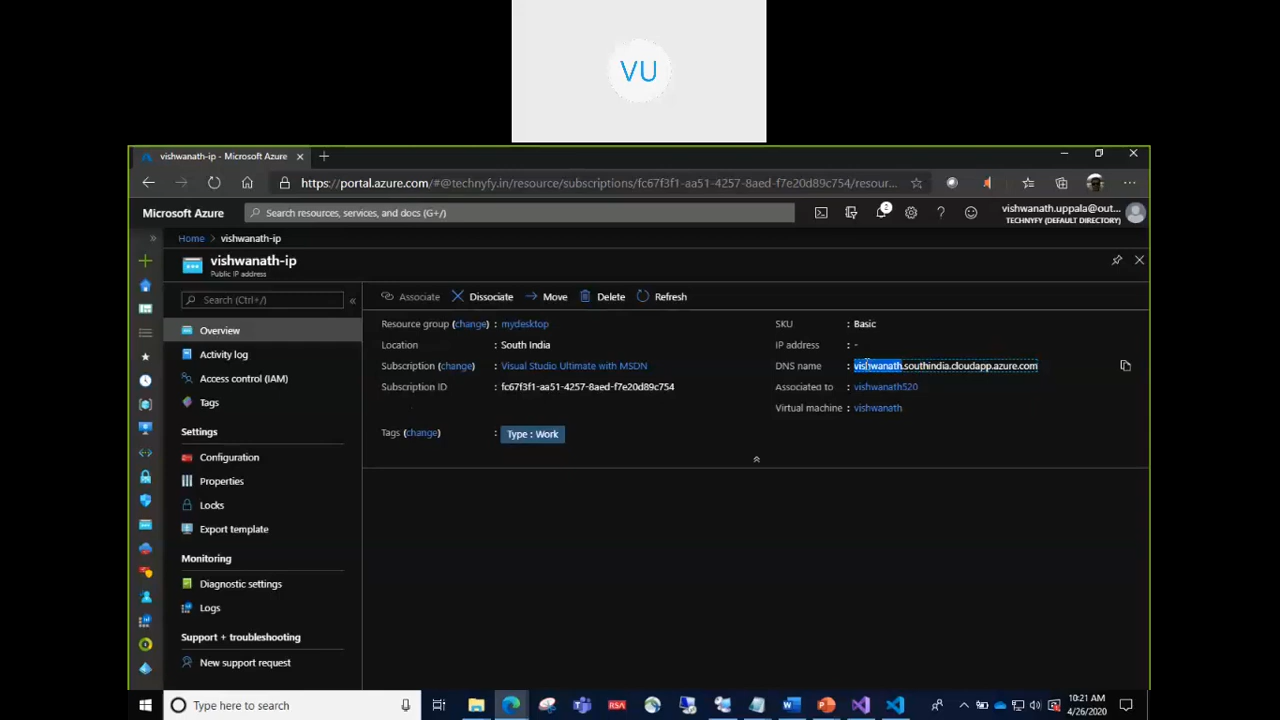 VU
vishwanath-ip - Microsoft Azure
https://portal.azure.com/#@technyfy.in/resource/subscriptions/fc67f3f1-aa51-4257-8aed-f7e20d89c754/resour...
Microsoft Azure
Search resources, services, and docs (G+/)
2
vishwanath.uppala@out...
TECHNYFY (DEFAULT DIRECTORY)
Home > vishwanath-ip
vishwanath-ip
Public IP address
Search (Ctrl+/)
Overview
Activity log
Access control (IAM)
Tags
Settings
Configuration
Properties
Locks
Export template
Monitoring
Diagnostic settings
Logs
Support + troubleshooting
New support request
Associate Dissociate Move Delete Refresh
Resource group (change) : mydesktop
Location : South India
Subscription (change) : Visual Studio Ultimate with MSDN
Subscription ID : fc67f3f1-aa51-4257-8aed-f7e20d89c754
Tags (change) : Type : Work
SKU : Basic
IP address : -
DNS name : vishwanath.southindia.cloudapp.azure.com
Associated to : vishwanath520
Virtual machine : vishwanath
Type here to search
RSA
10:21 AM
4/26/2020